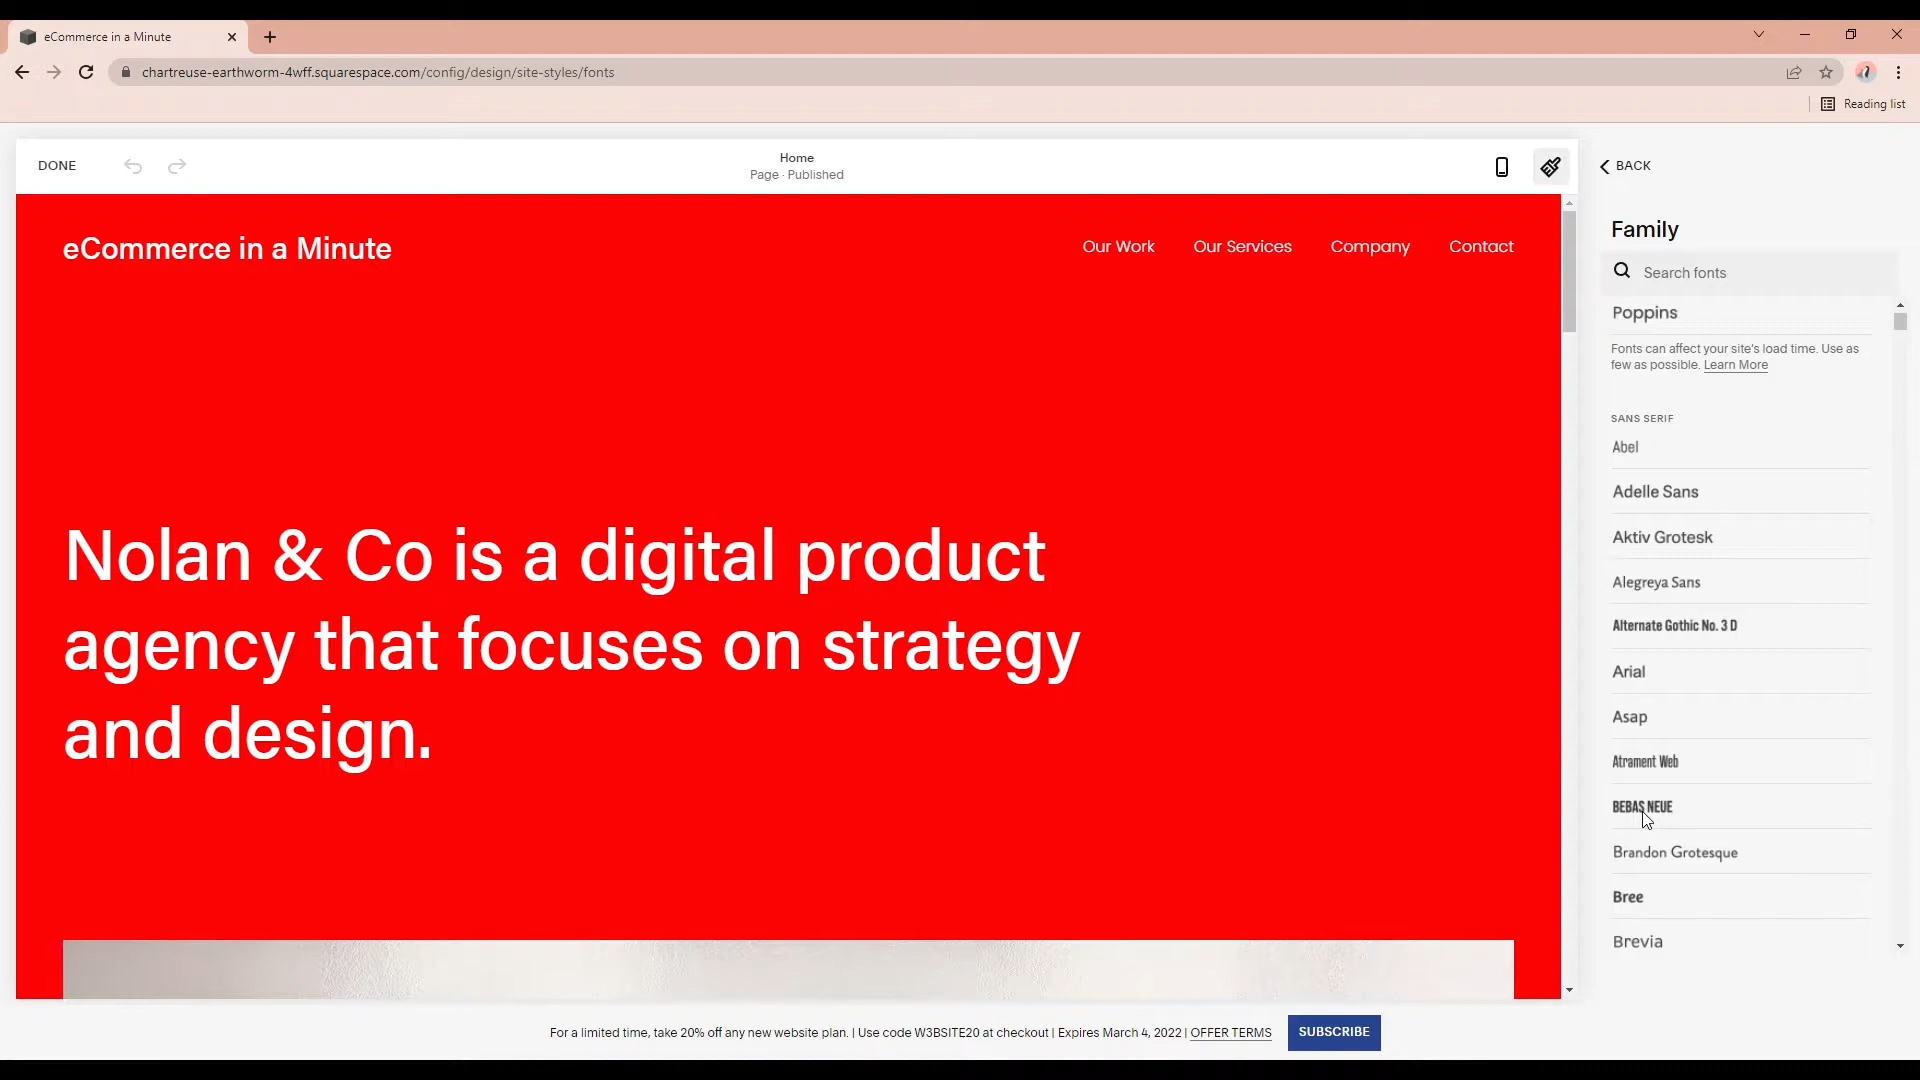 eCommerce in a Minute
chartreuse-earthworm-4wff.squarespace.com/config/design/site-styles/fonts
Reading list
DONE
Home
Page · Published
BACK
eCommerce in a Minute
Our Work
Our Services
Company
Contact
Nolan & Co is a digital product
agency that focuses on strategy
and design.
Family
Search fonts
Poppins
Fonts can affect your site's load time. Use as
few as possible. Learn More
SANS SERIF
Abel
Adelle Sans
Aktiv Grotesk
Alegreya Sans
Alternate Gothic No. 3 D
Arial
Asap
Atrament Web
BEBAS NEUE
Brandon Grotesque
Bree
Brevia
For a limited time, take 20% off any new website plan. | Use code W3BSITE20 at checkout | Expires March 4, 2022 | OFFER TERMS
SUBSCRIBE